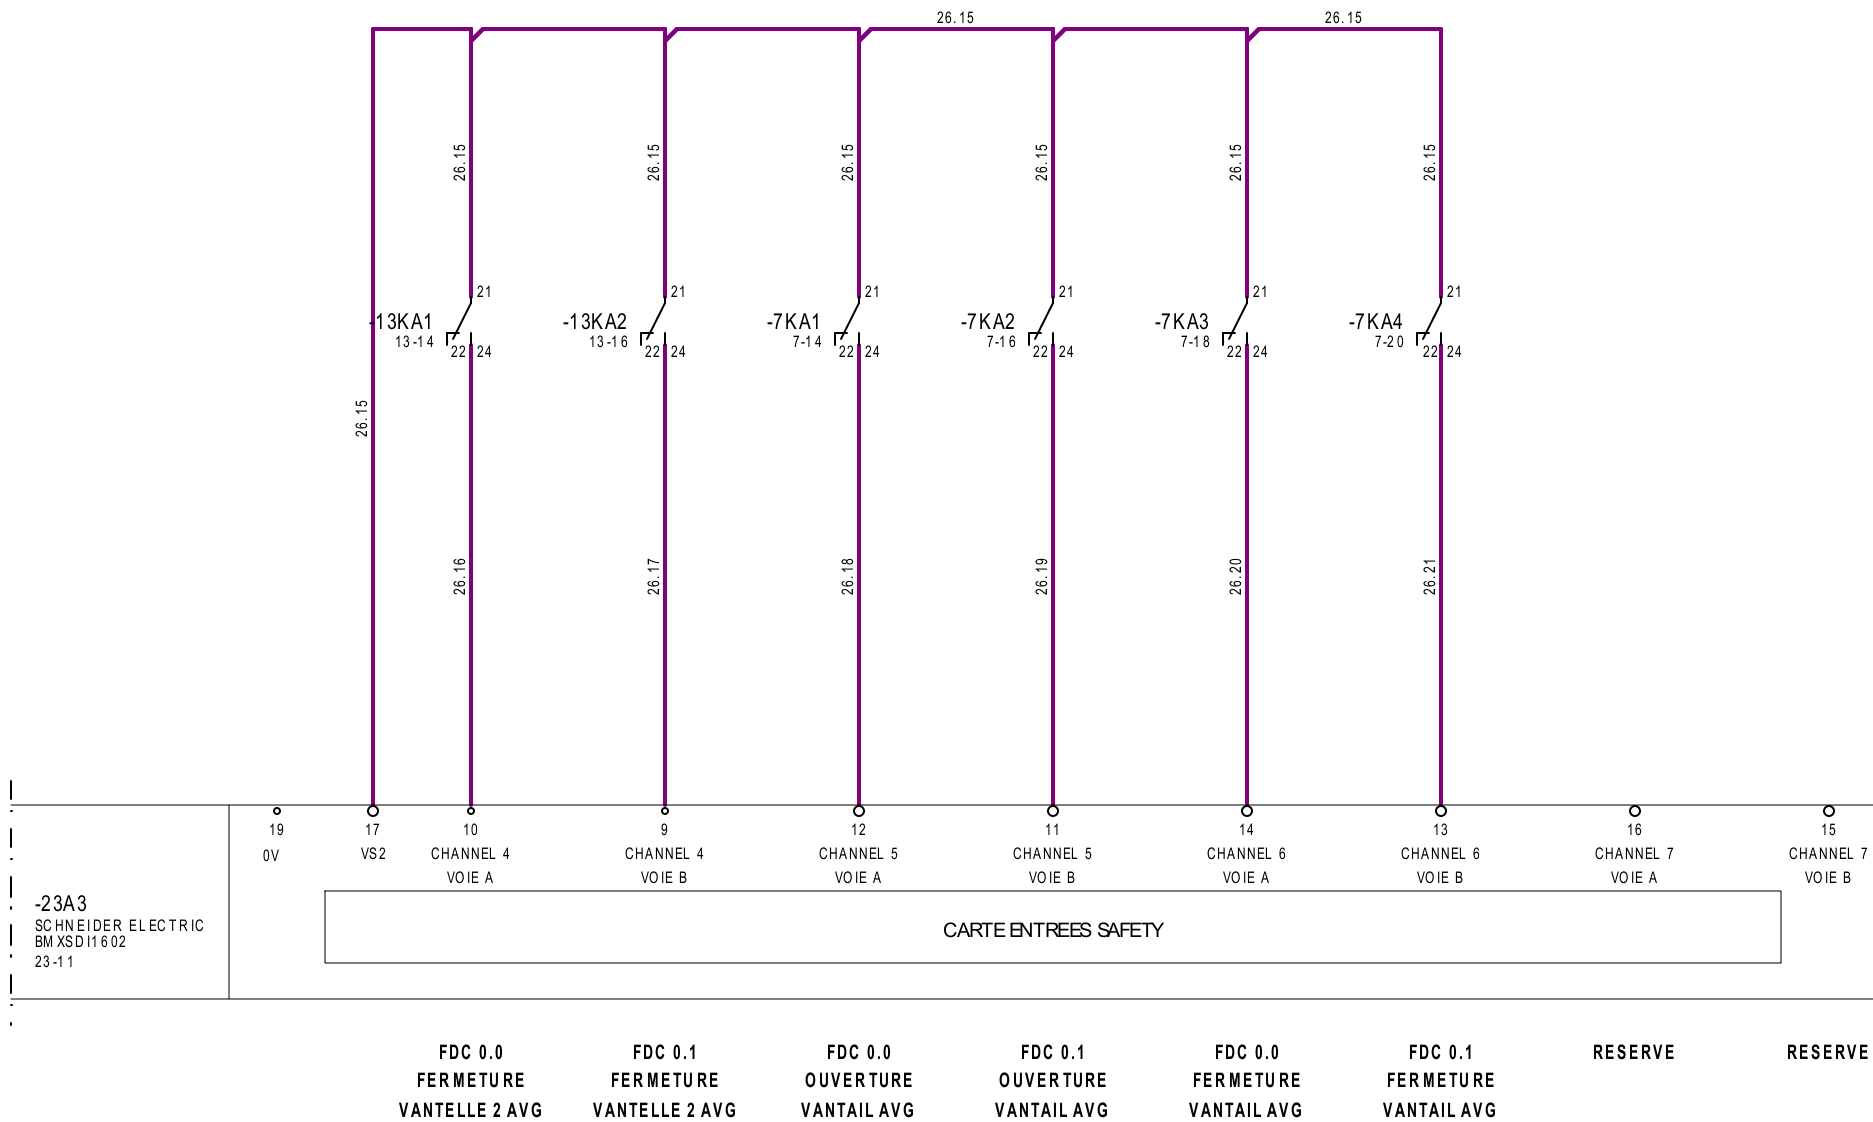 26.15 26.15
26.15 26.15 26.15 26.15 26.15 26.15
21 21 21 21 21 21
-13KA1 -13KA2 -7KA1 -7KA2 -7KA3 -7KA4
13-14 13-16 7-14 7-16 7-18 7-20
22 24 22 24 22 24 22 24 22 24 22 24
26.15
26.16 26.17 26.18 26.19 26.20 26.21
19 17 10 9 12 11 14 13 16 15
0V VS2 CHANNEL 4 CHANNEL 4 CHANNEL 5 CHANNEL 5 CHANNEL 6 CHANNEL 6 CHANNEL 7 CHANNEL 7
VOIE A VOIE B VOIE A VOIE B VOIE A VOIE B VOIE A VOIE B
-23A3
SCHNEIDER ELECTRIC
BMXSDI1602
23-11
CARTE ENTREES SAFETY
FDC 0.0 FDC 0.1 FDC 0.0 FDC 0.1 FDC 0.0 FDC 0.1 RESERVE RESERVE
FERMETURE FERMETURE OUVERTURE OUVERTURE FERMETURE FERMETURE
VANTELLE 2 AVG VANTELLE 2 AVG VANTAIL AVG VANTAIL AVG VANTAIL AVG VANTAIL AVG